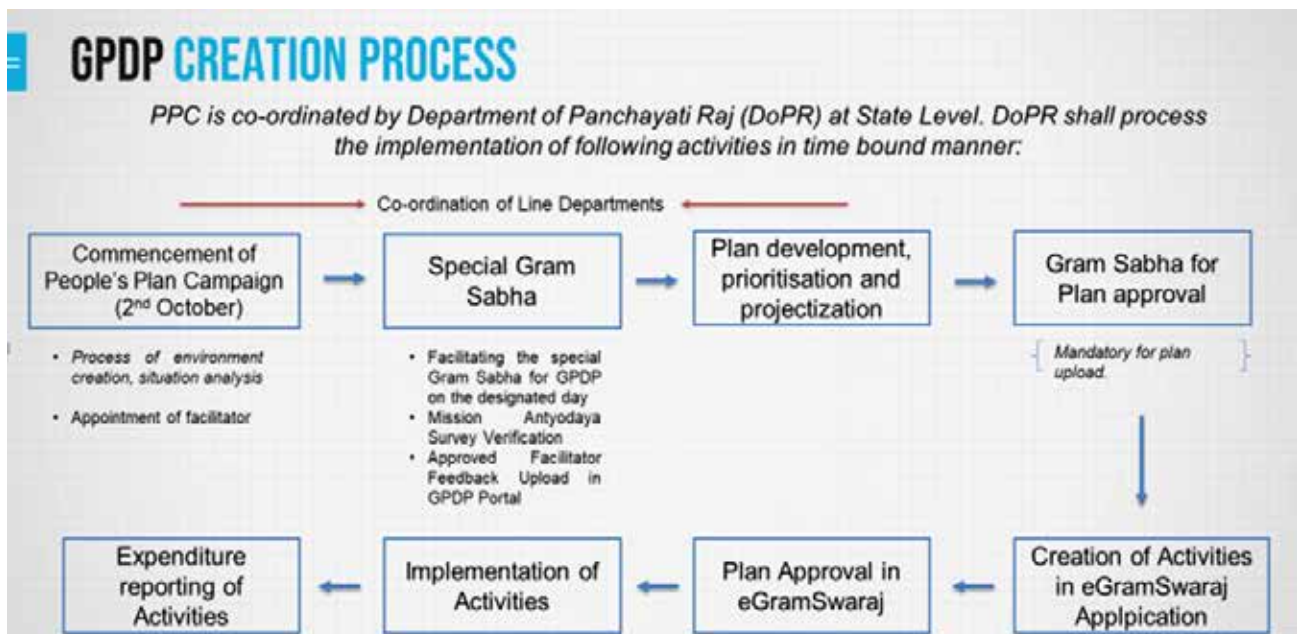 GPDP CREATION PROCESS
PPC is co-ordinated by Department of Panchayati Raj (DoPR) at State Level. DoPR shall process
the implementation of following activities in time bound manner:
Co-ordination of Line Departments
Commencement of
People's Plan Campaign
(2nd October)
Special Gram
Sabha
Plan development,
prioritisation and
projectization
Gram Sabha for
Plan approval
• Process of environment
creation, situation analysis
• Appointment of facilitator
• Facilitating the special
Gram Sabha for GPDP
on the designated day
• Mission Antyodaya
Survey Verification
• Approved Facilitator
Feedback Upload in
GPDP Portal
Mandatory for plan
upload.
Expenditure
reporting of
Activities
Implementation of
Activities
Plan Approval in
eGramSwaraj
Creation of Activities
in eGramSwaraj
Applpication